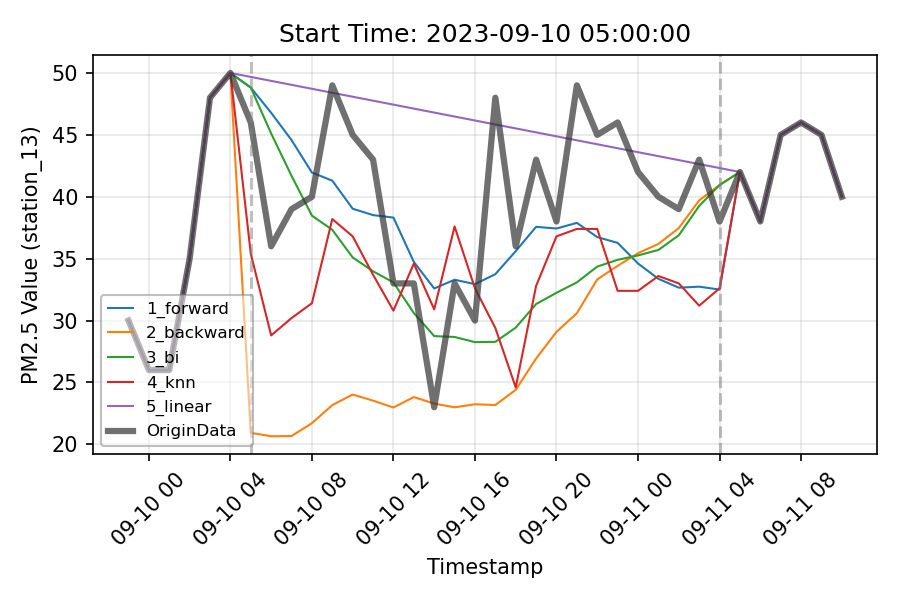 Start Time: 2023-09-10 05:00:00
PM2.5 Value (station_13)
50
45
40
35
30
25
20
1_forward
2_backward
3_bi
4_knn
5_linear
OriginData
09-10 00
09-10 04
09-10 08
09-10 12
09-10 16
09-10 20
09-11 00
09-11 04
09-11 08
Timestamp